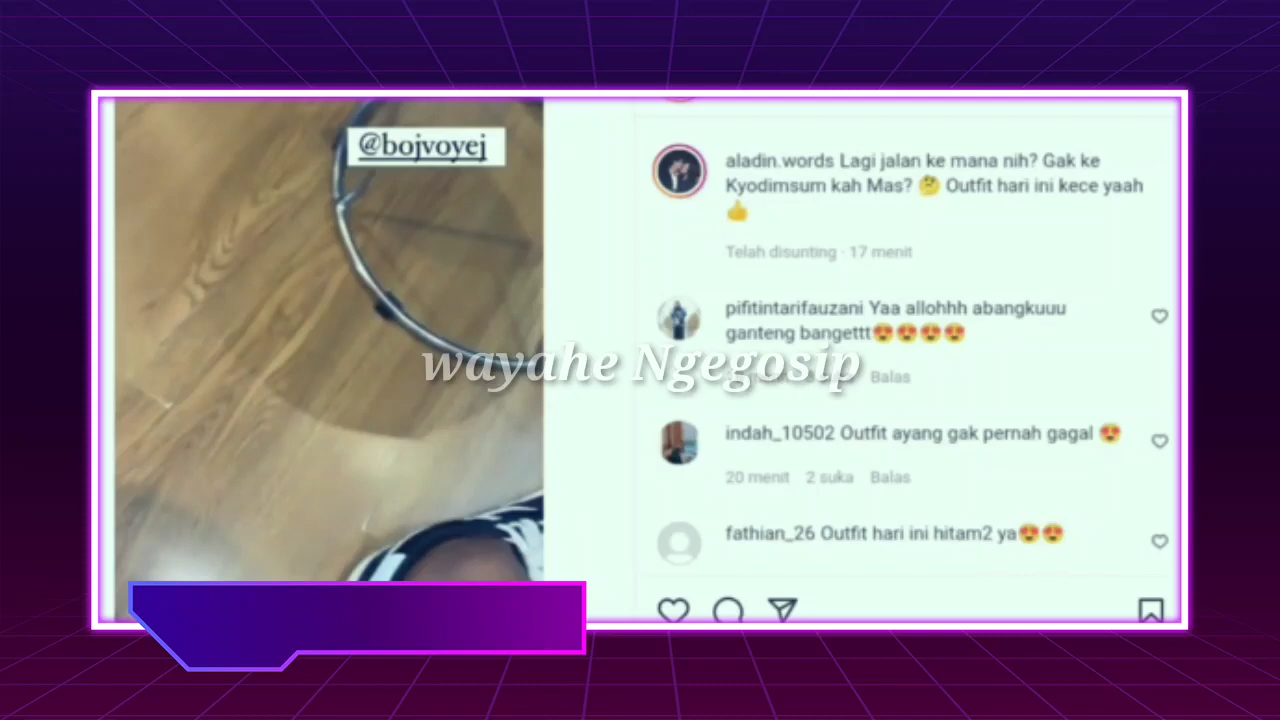 @bojvoyej
aladin.words Lagi jalan ke mana nih? Gak ke
Kyodimsum kah Mas? 🤔 Outfit hari ini kece yaah
👍
Telah disunting · 17 menit
pifitintarifauzani Yaa allohhh abangkuuu
ganteng bangettt😍😍😍😍
wayahe Ngegosip
Balas
indah_10502 Outfit ayang gak pernah gagal 😍
20 menit 2 suka Balas
fathian_26 Outfit hari ini hitam2 ya😍😍